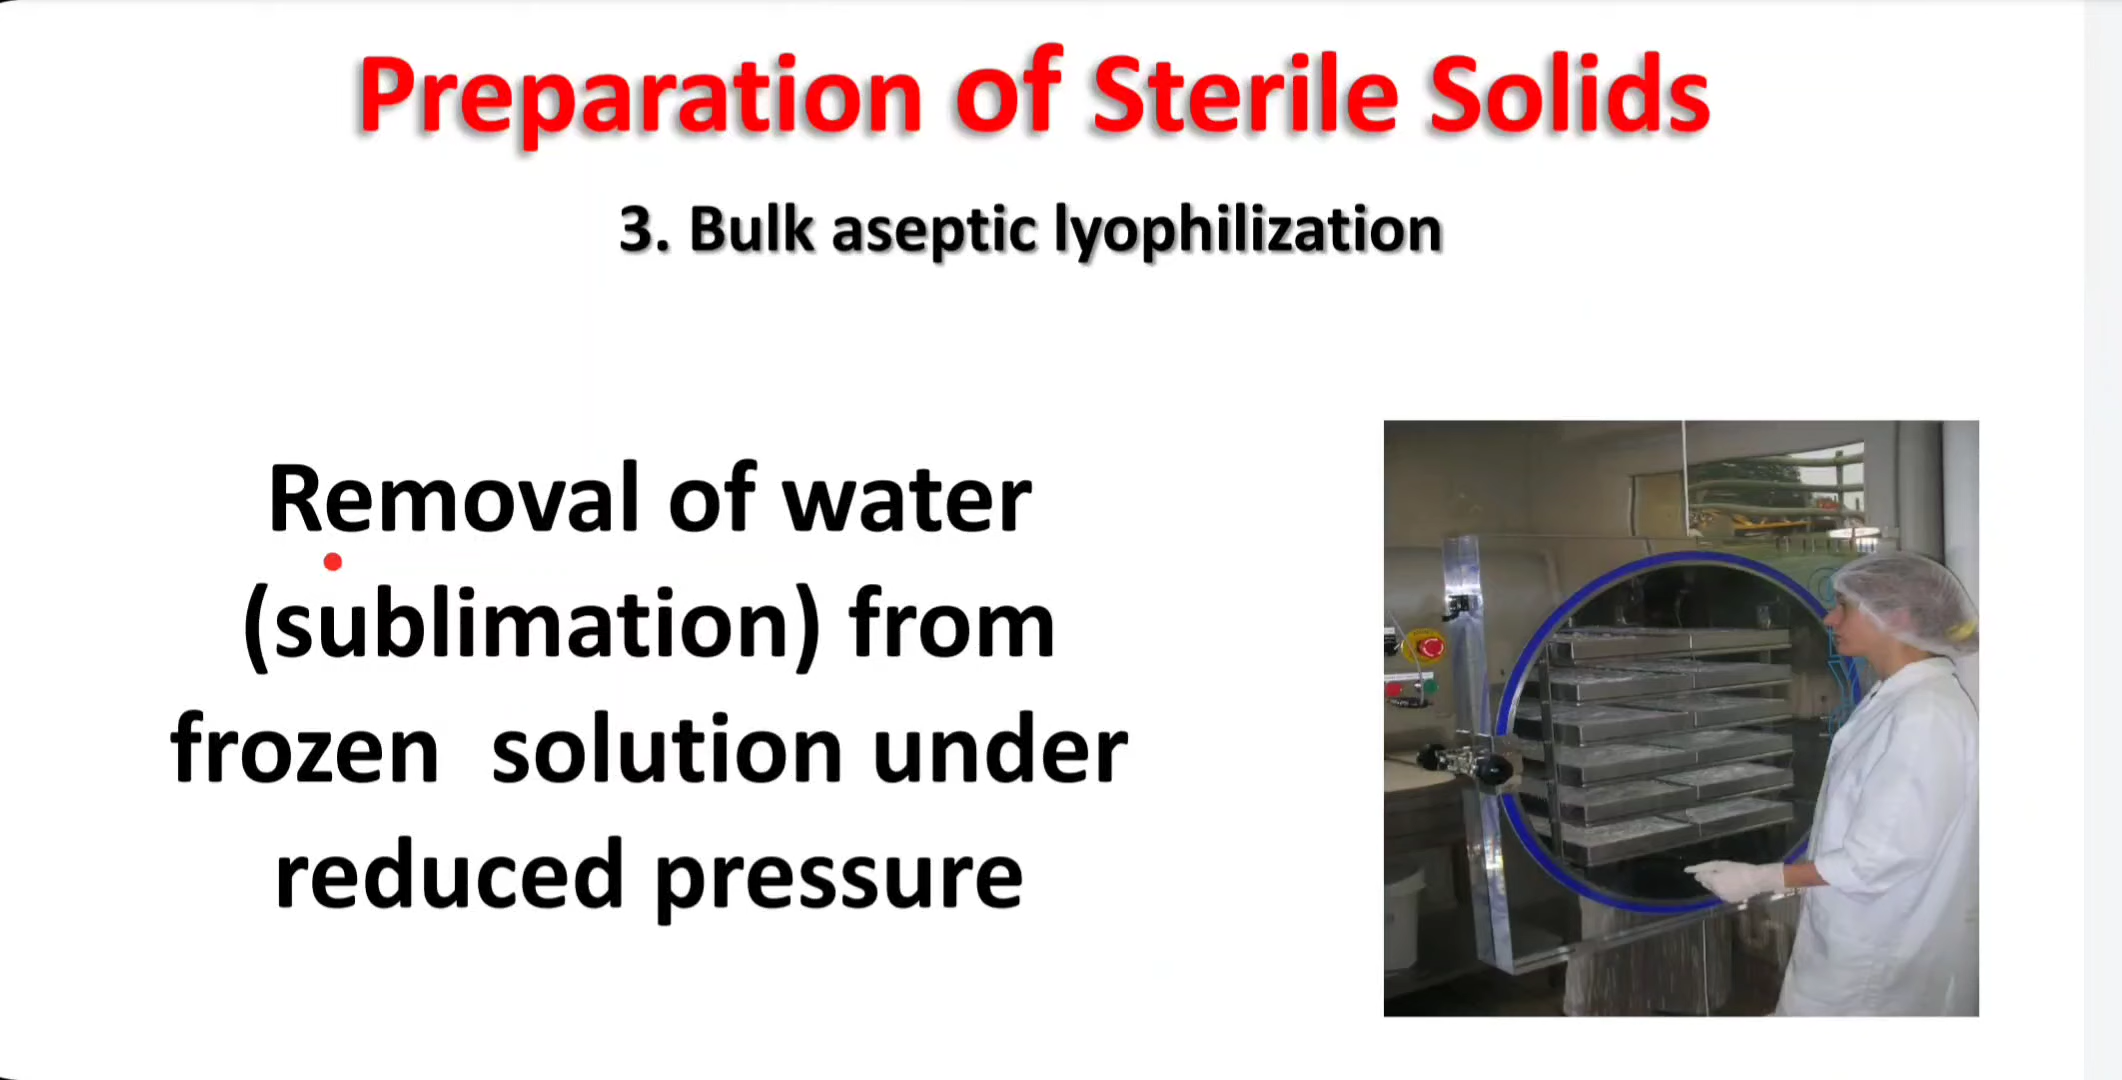 Preparation of Sterile Solids
3. Bulk aseptic lyophilization
Removal of water
(sublimation) from
frozen  solution under
reduced pressure